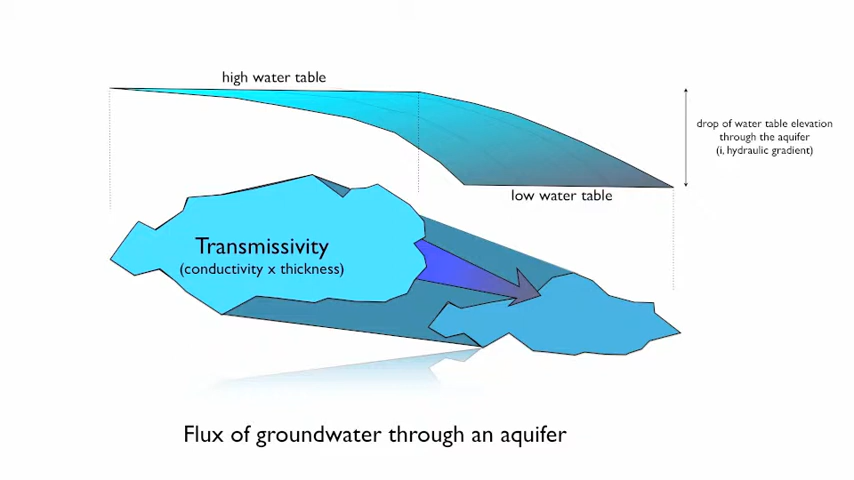 high water table
drop of water table elevation
through the aquifer
(i, hydraulic gradient)
low water table
Transmissivity
(conductivity x thickness)
Flux of groundwater through an aquifer